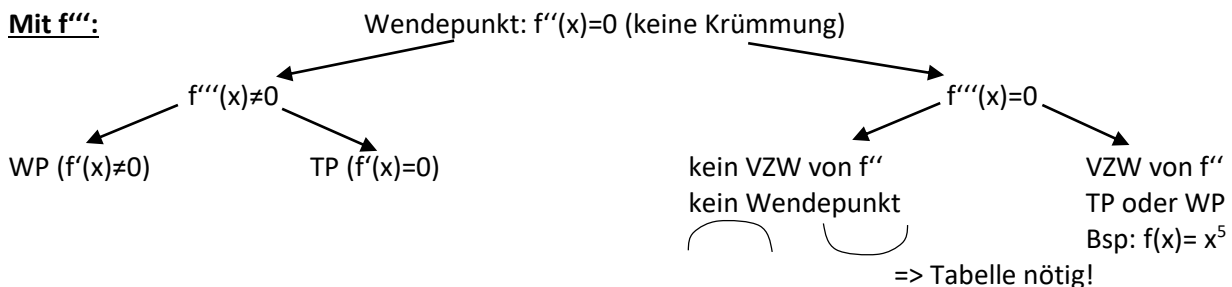 Mit f‘‘‘: Wendepunkt: f‘‘(x)=0 (keine Krümmung)
f‘‘‘(x)≠0 f‘‘‘(x)=0
WP (f‘(x)≠0) TP (f‘(x)=0) kein VZW von f‘‘ VZW von f‘‘
kein Wendepunkt TP oder WP
Bsp: f(x)= x⁵
=> Tabelle nötig!